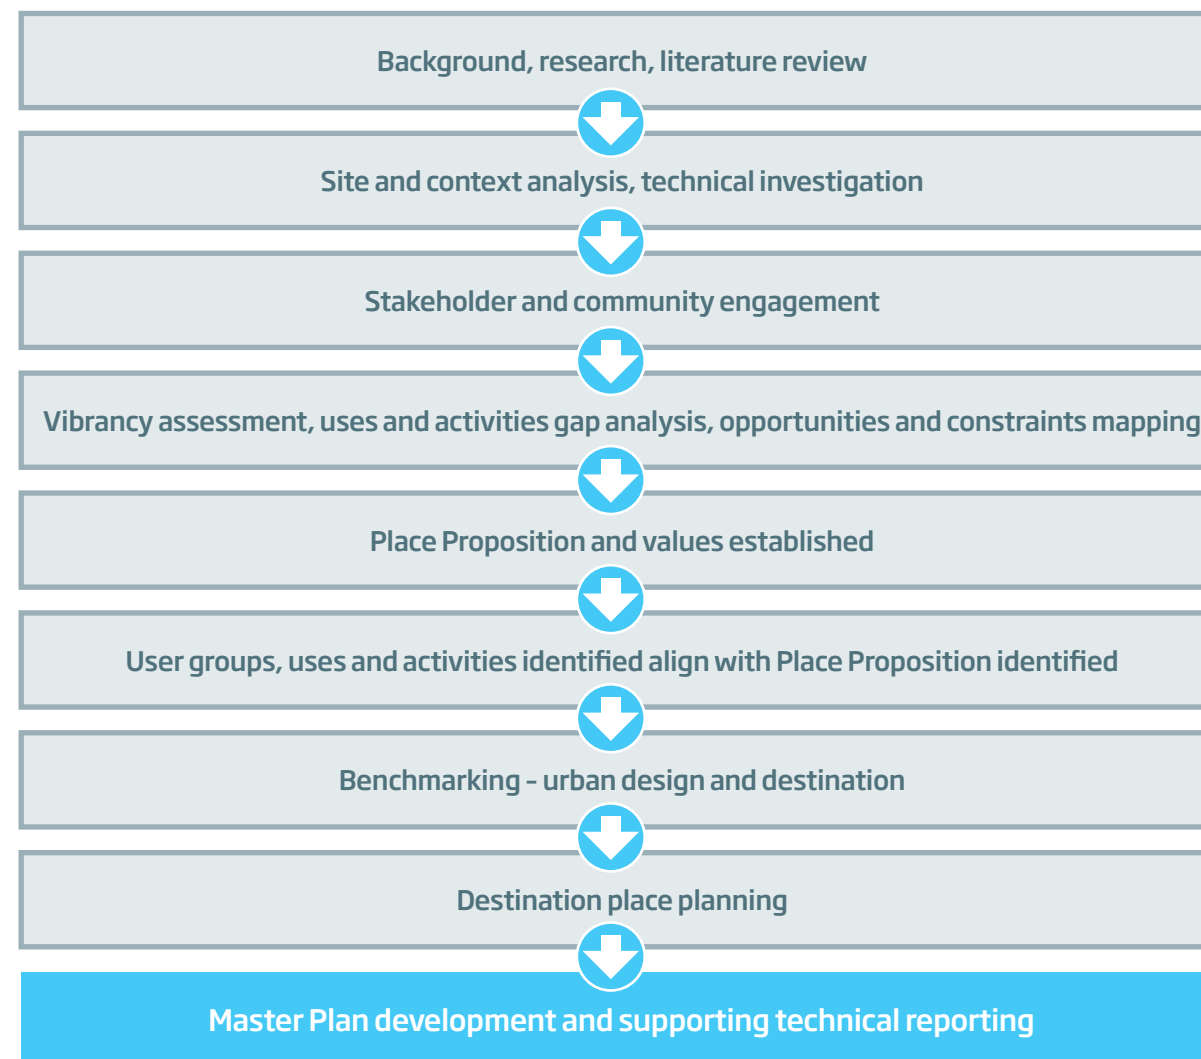 Background, research, literature review
Site and context analysis, technical investigation
Stakeholder and community engagement
Vibrancy assessment, uses and activities gap analysis, opportunities and constraints mapping
Place Proposition and values established
User groups, uses and activities identified align with Place Proposition identified
Benchmarking – urban design and destination
Destination place planning
Master Plan development and supporting technical reporting